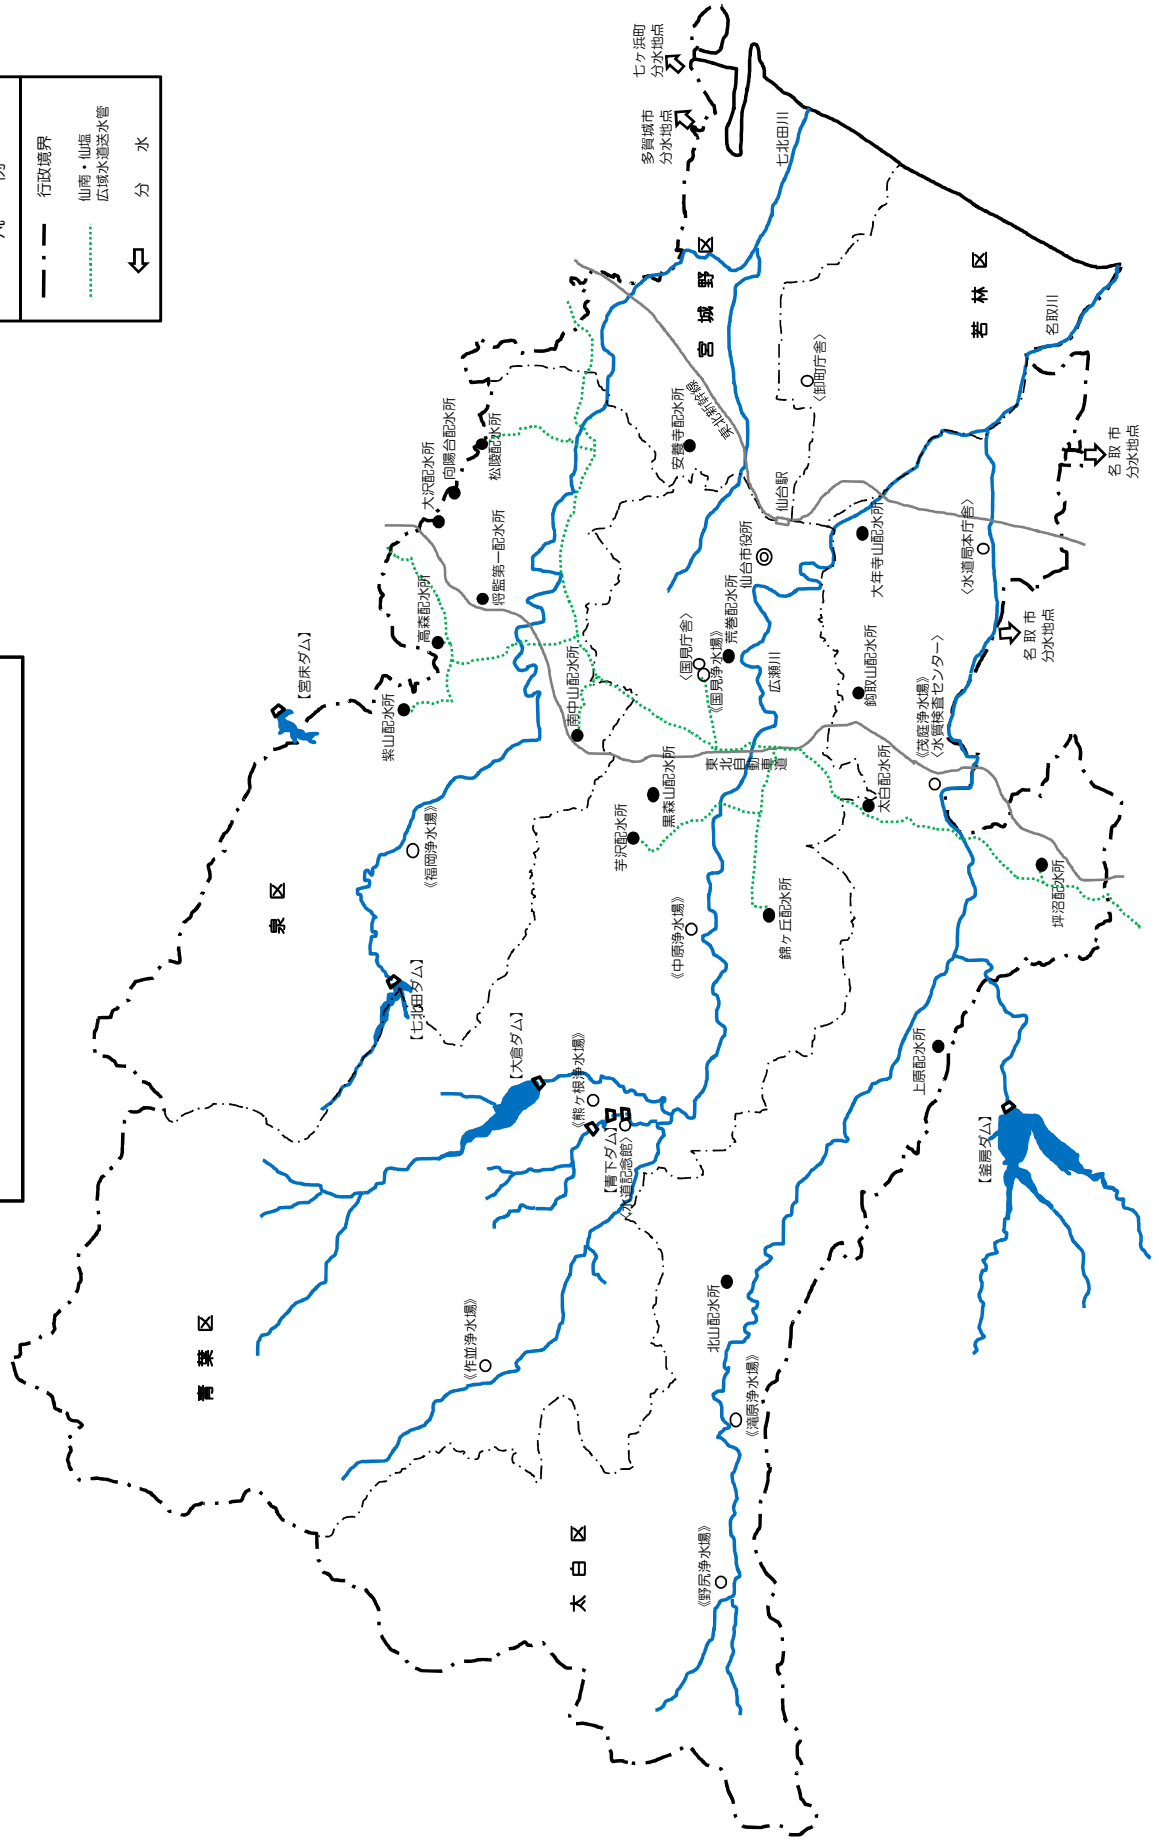 凡 例
行政境界
仙南・仙塩
広域水道送水管
分 水
七ヶ浜町
分水地点
多賀城市
分水地点
七北田川
宮 城 野 区
若 林 区
名取川
〈卸町庁舎〉
東北新幹線
安養寺配水所
向陽台配水所
松陵配水所
大沢配水所
将監第一配水所
高森配水所
仙台駅
仙台市役所
大年寺山配水所
〈水道局本庁舎〉
名 取 市
分水地点
名 取 市
分水地点
【宮床ダム】
紫山配水所
南中山配水所
〈国見庁舎〉
《国見浄水場》
荒巻配水所
広瀬川
鈎取山配水所
《茂庭浄水場》
〈水質検査センター〉
東北自動車道
黒森山配水所
芋沢配水所
太白配水所
《福岡浄水場》
泉 区
《中原浄水場》
錦ケ丘配水所
坪沼配水所
【七北田ダム】
【大倉ダム】
《熊ヶ根浄水場》
【青下ダム】
〈水道記念館〉
上原配水所
【釜房ダム】
青 葉 区
《作並浄水場》
北山配水所
《滝原浄水場》
太 白 区
《野尻浄水場》